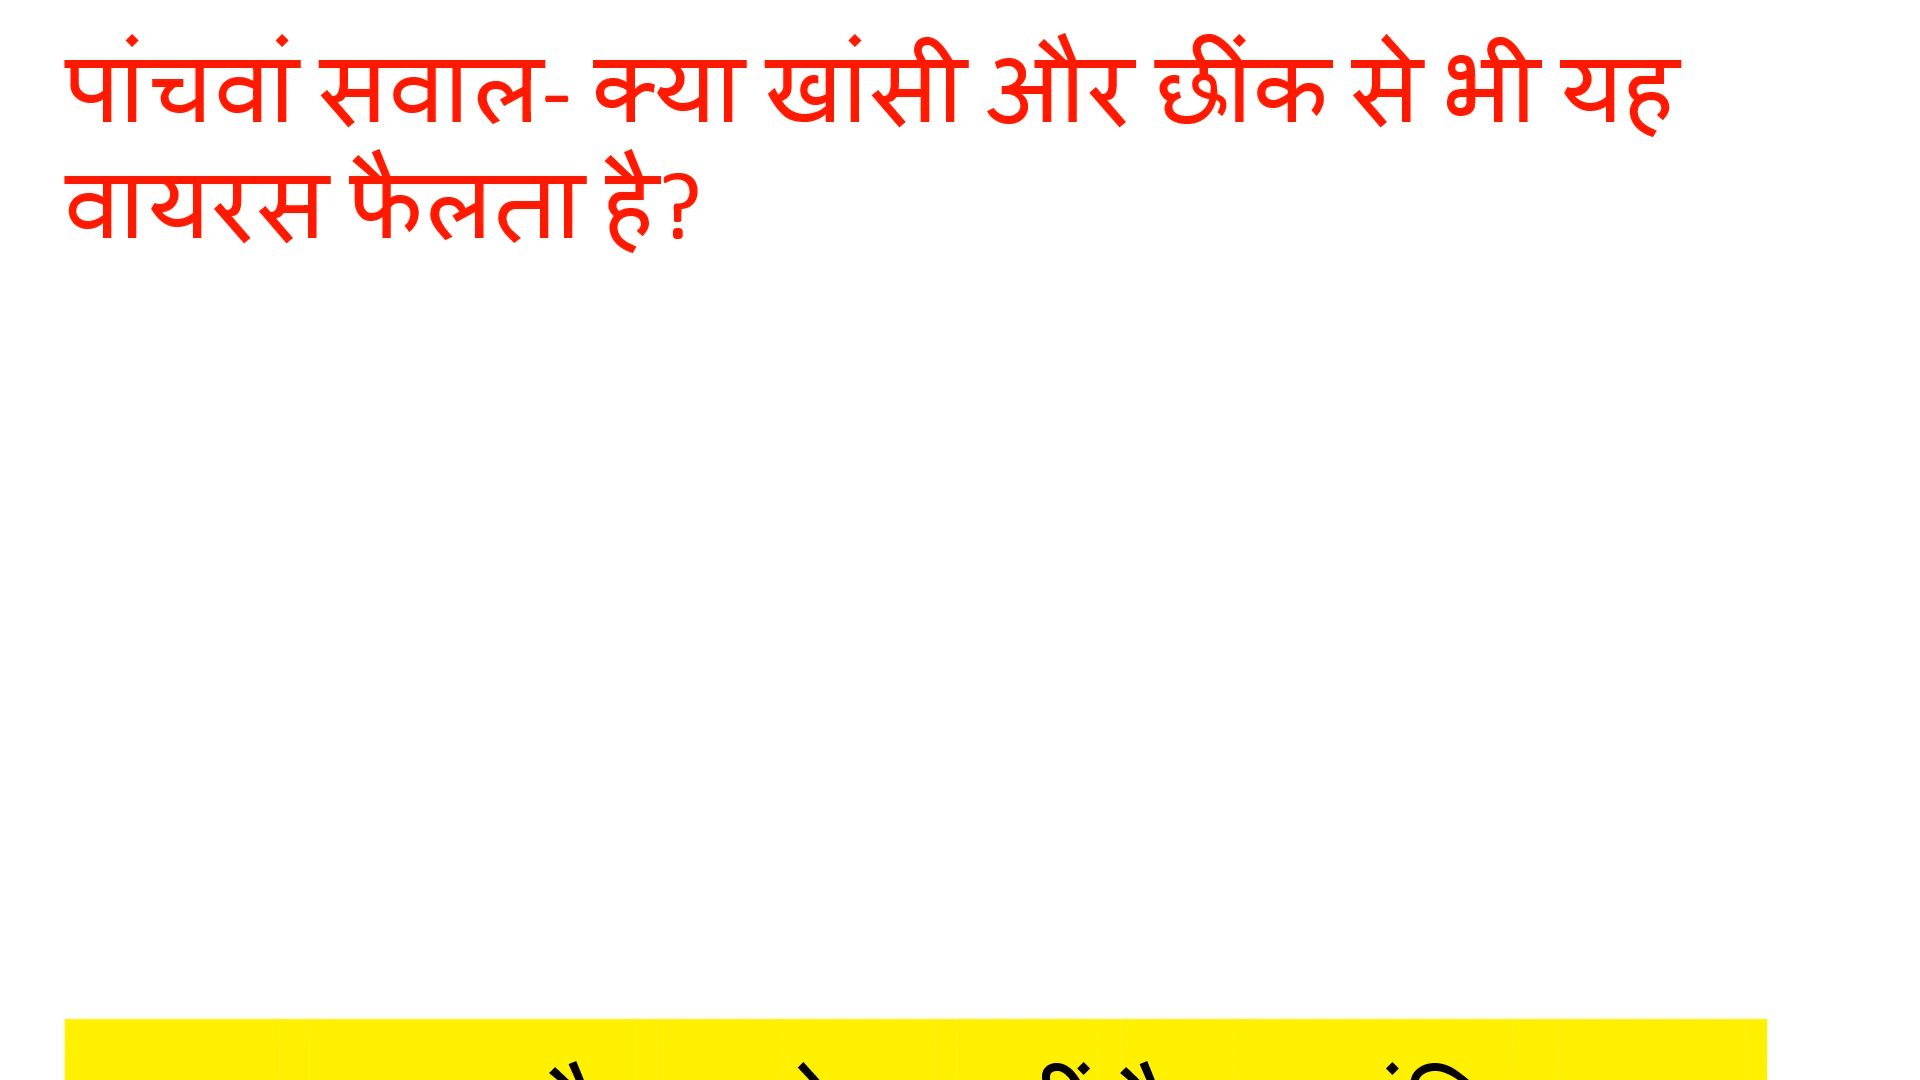 पांचवां सवाल- क्या खांसी और छींक से भी यह
वायरस फैलता है?